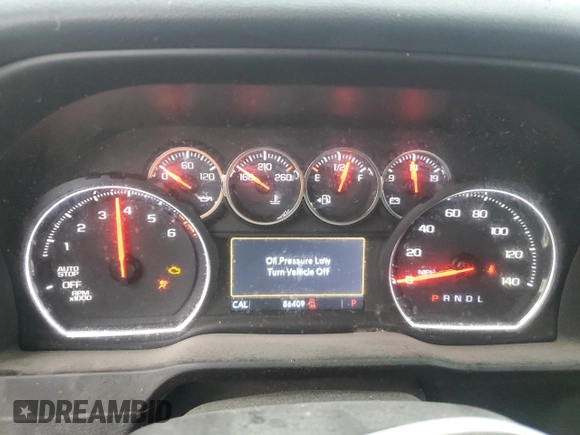 0 60 120
160 210 260
E 1/2 F
9 19
1 2 3 4 5 6
AUTO
STOP
OFF
RPM
x1000
Oil Pressure Low
Turn Vehicle Off
CAL 86409 P
0 20 40 60 80 100 120 140
MPH
P R N D L
DREAMBID